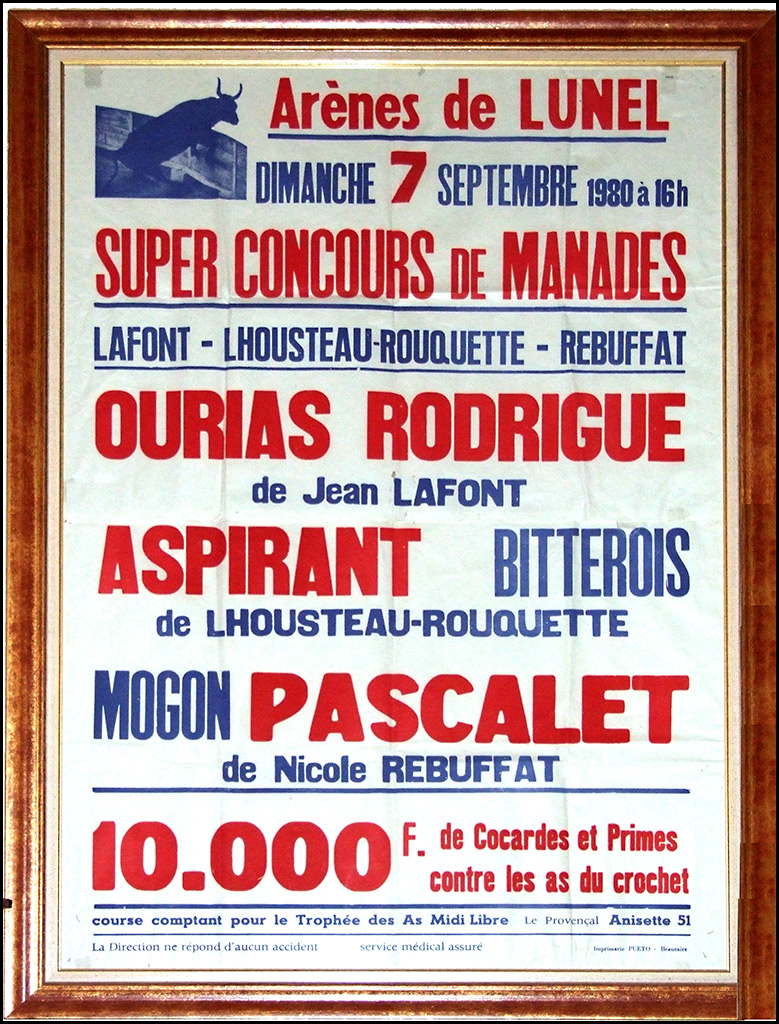 Arènes de LUNEL
DIMANCHE 7 SEPTEMBRE 1980 à 16h
SUPER CONCOURS DE MANADES
LAFONT - LHOUSTEAU-ROUQUETTE - REBUFFAT
OURIAS RODRIGUE
de Jean LAFONT
ASPIRANT BITTEROIS
de LHOUSTEAU-ROUQUETTE
MOGON PASCALET
de Nicole REBUFFAT
10.000 F. de Cocardes et Primes
contre les as du crochet
course comptant pour le Trophée des As Midi Libre Le Provençal Anisette 51
La Direction ne répond d'aucun accident service médical assuré Imprimerie PUEYO - Beaucaire